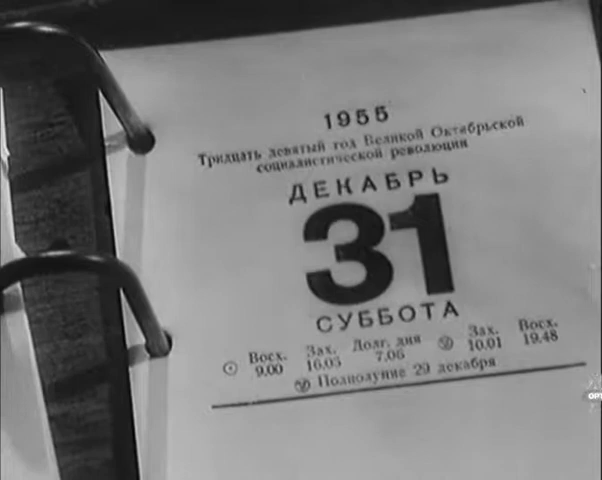 1955
Тридцать девятый год Великой Октябрьской
социалистической революции
ДЕКАБРЬ
31
СУББОТА
Восх. Зах. Долг. дня Зах. Восх.
9.00 16.05 7.06 10.01 19.48
Полнолуние 29 декабря
ОРТ